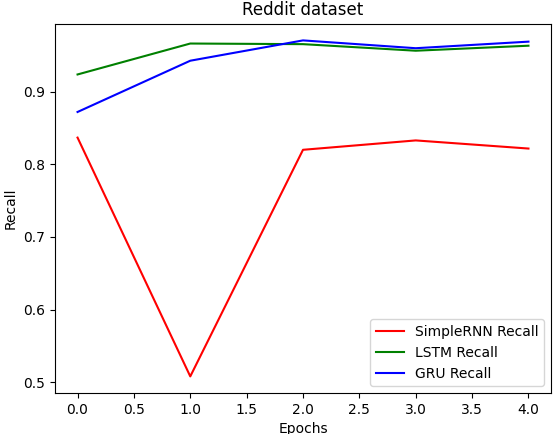 Reddit dataset
Recall
0.9
0.8
0.7
0.6
0.5
SimpleRNN Recall
LSTM Recall
GRU Recall
0.0 0.5 1.0 1.5 2.0 2.5 3.0 3.5 4.0
Epochs